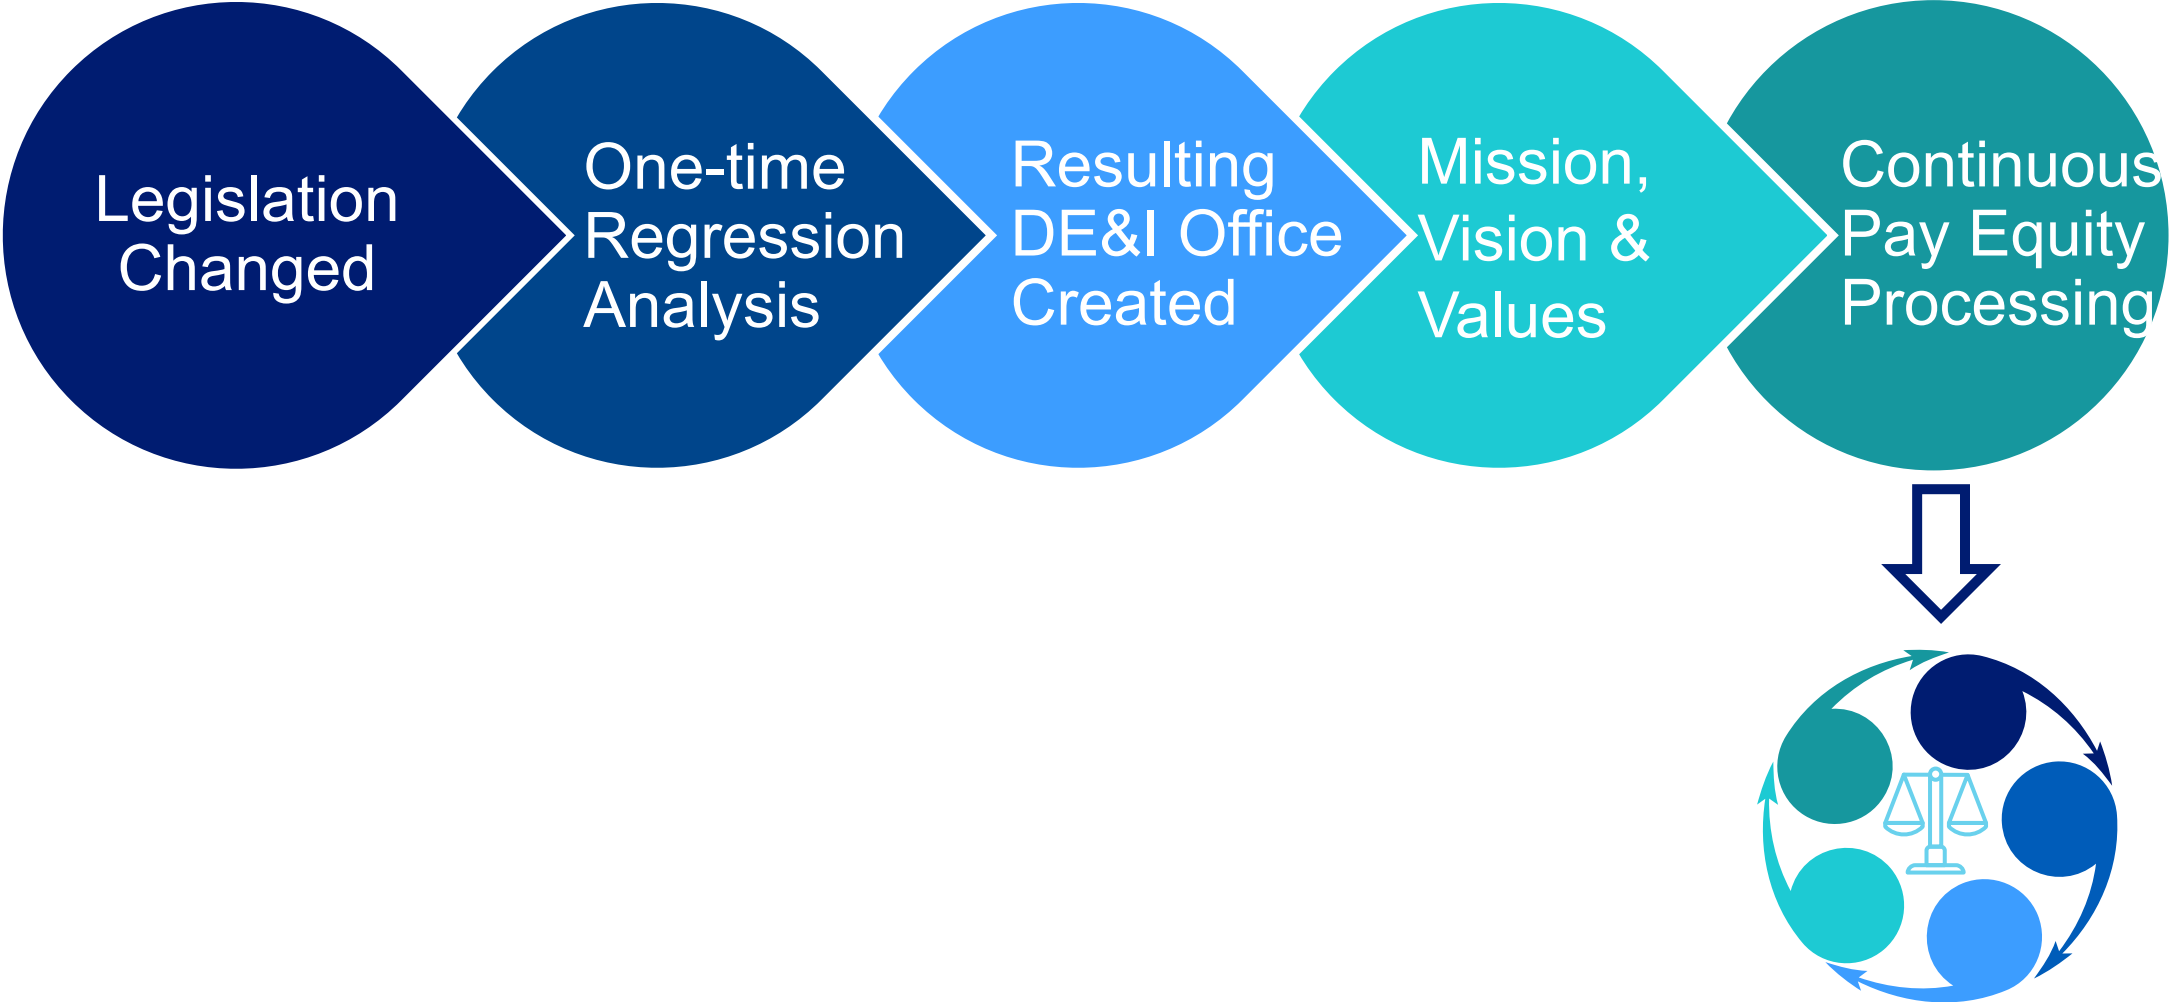 Legislation
Changed
One-time
Regression
Analysis
Resulting
DE&I Office
Created
Mission,
Vision &
Values
Continuous
Pay Equity
Processing